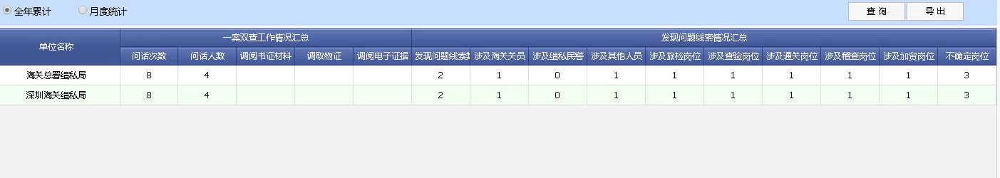 全年累计 月度统计 查 询 导 出
单位名称 一案双查工作情况汇总 发现问题线索情况汇总
问话次数 问话人数 调阅书证材料 调取物证 调阅电子证据 发现问题线索数 涉及海关关员 涉及缉私民警 涉及其他人员 涉及旅检岗位 涉及查验岗位 涉及通关岗位 涉及稽查岗位 涉及加贸岗位 不确定岗位
海关总署缉私局 8 4 2 1 0 1 1 1 1 1 1 3
深圳海关缉私局 8 4 2 1 0 1 1 1 1 1 1 3